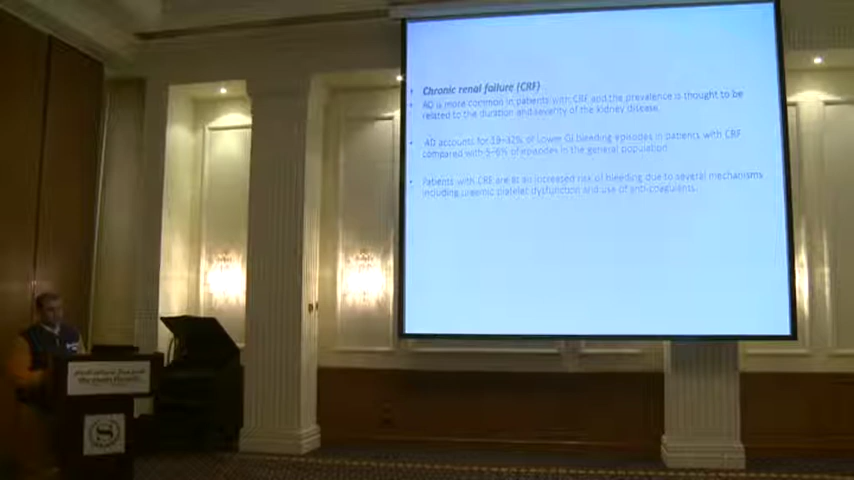 Chronic renal failure (CRF)
AD is more common in patients with CRF and the prevalence is thought to be
related to the duration and severity of the kidney disease.
AD accounts for 19–32% of lower GI bleeding episodes in patients with CRF
compared with 5–6% of episodes in the general population.
Patients with CRF are at an increased risk of bleeding due to several mechanisms
including uraemic platelet dysfunction and use of anti-coagulants.
S